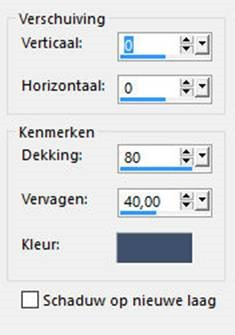 Verschuiving
Verticaal: 0
Horizontaal: 0
Kenmerken
Dekking: 80
Vervagen: 40,00
Kleur:
Schaduw op nieuwe laag